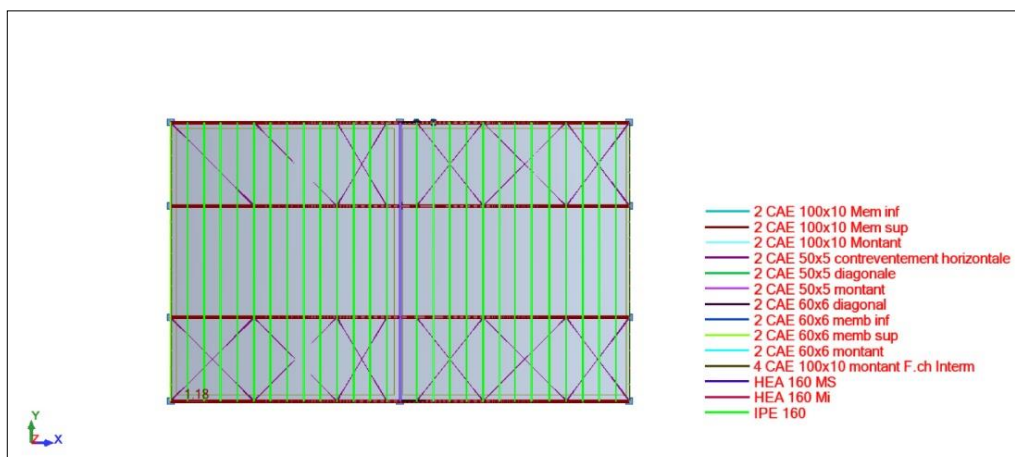 2 CAE 100x10 Mem inf
2 CAE 100x10 Mem sup
2 CAE 100x10 Montant
2 CAE 50x5 contreventement horizontale
2 CAE 50x5 diagonale
2 CAE 50x5 montant
2 CAE 60x6 diagonal
2 CAE 60x6 memb inf
2 CAE 60x6 memb sup
2 CAE 60x6 montant
4 CAE 100x10 montant F.ch Interm
HEA 160 MS
HEA 160 Mi
IPE 160
1.18
Y
Z X